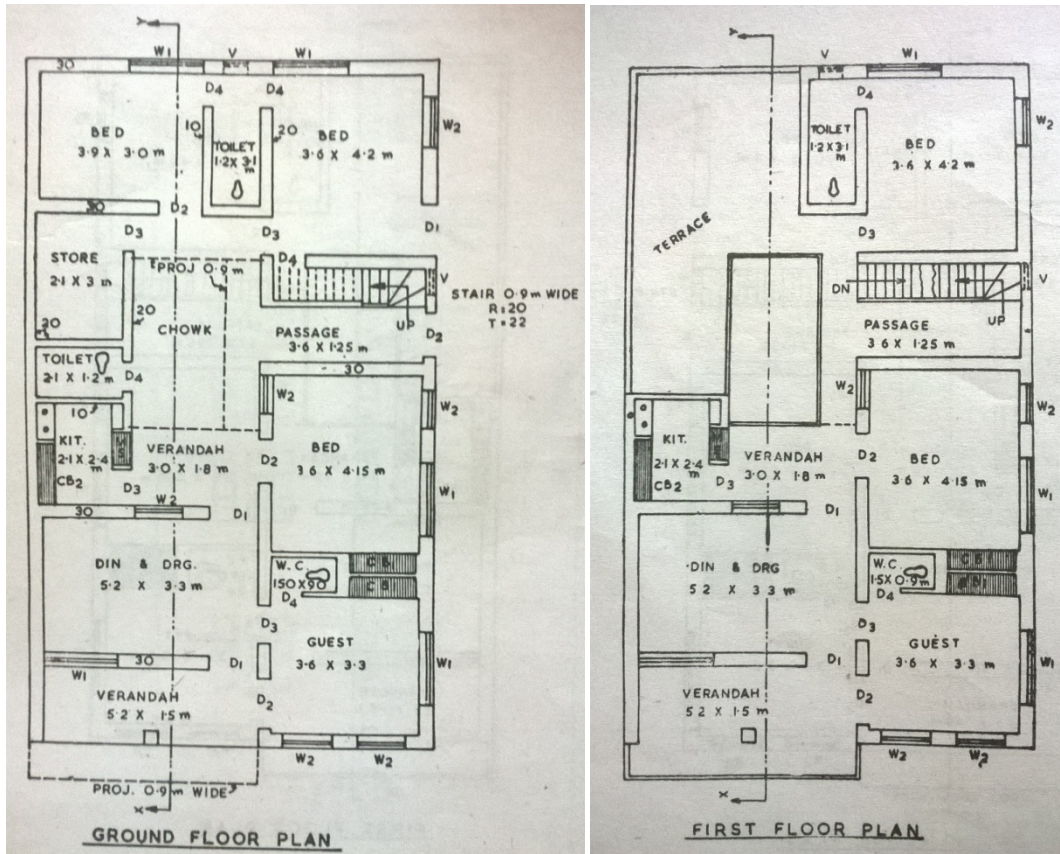 Y
W1
V
W1
30
D4
D4
W2
10
20
BED
3.9 X 3.0 m
TOILET
1.2 X 3.1
m
BED
3.6 X 4.2 m
30
D2
D1
D3
D3
STORE
2.1 X 3 m
PROJ 0.9 m
D4
V
STAIR 0.9 m WIDE
R = 20
T = 22
20
20
CHOWK
UP
D2
PASSAGE
3.6 X 1.25 m
TOILET
2.1 X 1.2 m
D4
30
10
W2
W2
KIT.
2.1 X 2.4
m
CB2
VERANDAH
3.0 X 1.8 m
D2
BED
3.6 X 4.15 m
D3
W2
W1
30
D1
DIN & DRG.
5.2 X 3.3 m
W.C.
150 X 90
CB
CB
D4
D3
GUEST
3.6 X 3.3
30
D1
W1
W1
VERANDAH
5.2 X 1.5 m
D2
W2
W2
PROJ. 0.9 m WIDE
X
GROUND FLOOR PLAN
Y
V
W1
D4
W2
TOILET
1.2 X 3.1
m
BED
3.6 X 4.2 m
TERRACE
D3
DN
UP
V
PASSAGE
3.6 X 1.25 m
W2
W2
KIT.
2.1 X 2.4
m
CB2
VERANDAH
3.0 X 1.8 m
D2
BED
3.6 X 4.15 m
D3
W1
D1
DIN & DRG
5.2 X 3.3 m
W.C.
1.5 X 0.9 m
CB1
CB1
D4
D3
GUEST
3.6 X 3.3 m
D1
W1
VERANDAH
5.2 X 1.5 m
D2
W2
W2
X
FIRST FLOOR PLAN